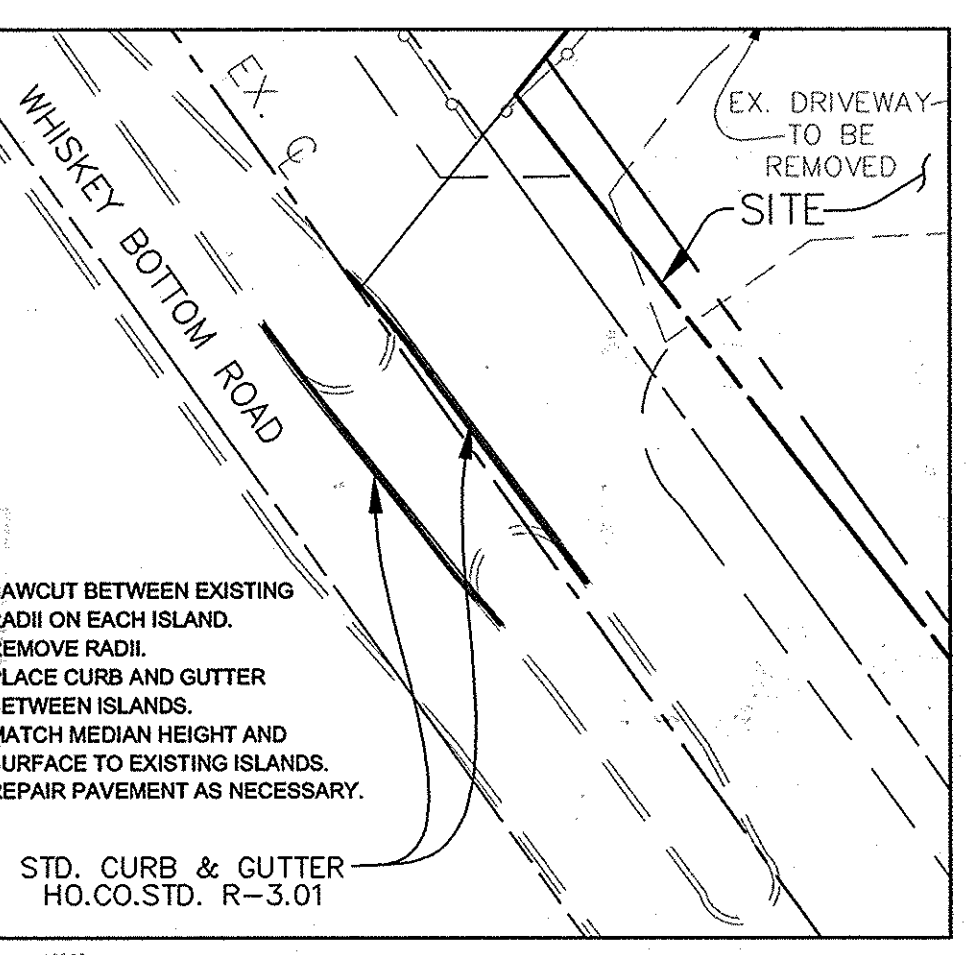 EX. ℄
WHISKEY BOTTOM ROAD
EX. DRIVEWAY
TO BE
REMOVED
SITE
AWCUT BETWEEN EXISTING
ADII ON EACH ISLAND.
EMOVE RADII.
LACE CURB AND GUTTER
ETWEEN ISLANDS.
MATCH MEDIAN HEIGHT AND
URFACE TO EXISTING ISLANDS.
REPAIR PAVEMENT AS NECESSARY.
STD. CURB & GUTTER
HO.CO.STD. R-3.01